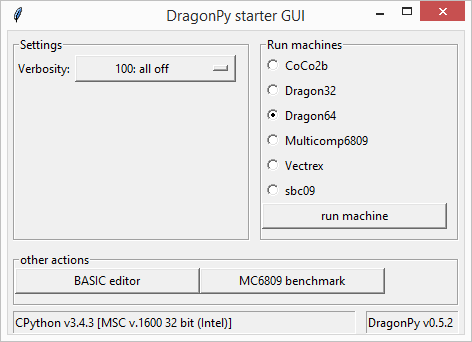 DragonPy starter GUI
Settings
Verbosity: 100: all off
Run machines
CoCo2b
Dragon32
Dragon64
Multicomp6809
Vectrex
sbc09
run machine
other actions
BASIC editor MC6809 benchmark
CPython v3.4.3 [MSC v.1600 32 bit (Intel)] DragonPy v0.5.2